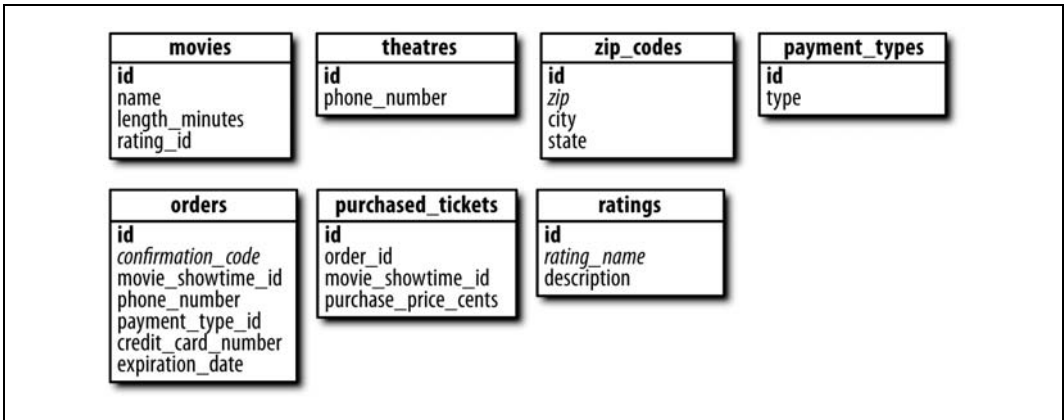 movies
id
name
length_minutes
rating_id
theatres
id
phone_number
zip_codes
id
zip
city
state
payment_types
id
type
orders
id
confirmation_code
movie_showtime_id
phone_number
payment_type_id
credit_card_number
expiration_date
purchased_tickets
id
order_id
movie_showtime_id
purchase_price_cents
ratings
id
rating_name
description